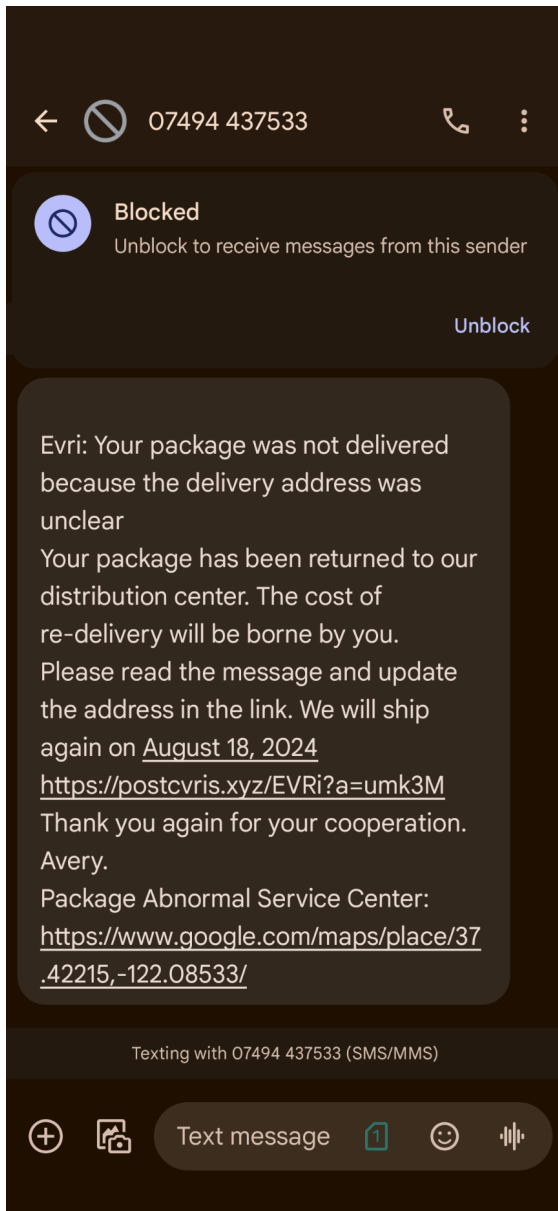 07494 437533
Blocked
Unblock to receive messages from this sender
Unblock
Evri: Your package was not delivered
because the delivery address was
unclear
Your package has been returned to our
distribution center. The cost of
re-delivery will be borne by you.
Please read the message and update
the address in the link. We will ship
again on August 18, 2024
https://postcvris.xyz/EVRi?a=umk3M
Thank you again for your cooperation.
Avery.
Package Abnormal Service Center:
https://www.google.com/maps/place/37
.42215,-122.08533/
Texting with 07494 437533 (SMS/MMS)
Text message 1